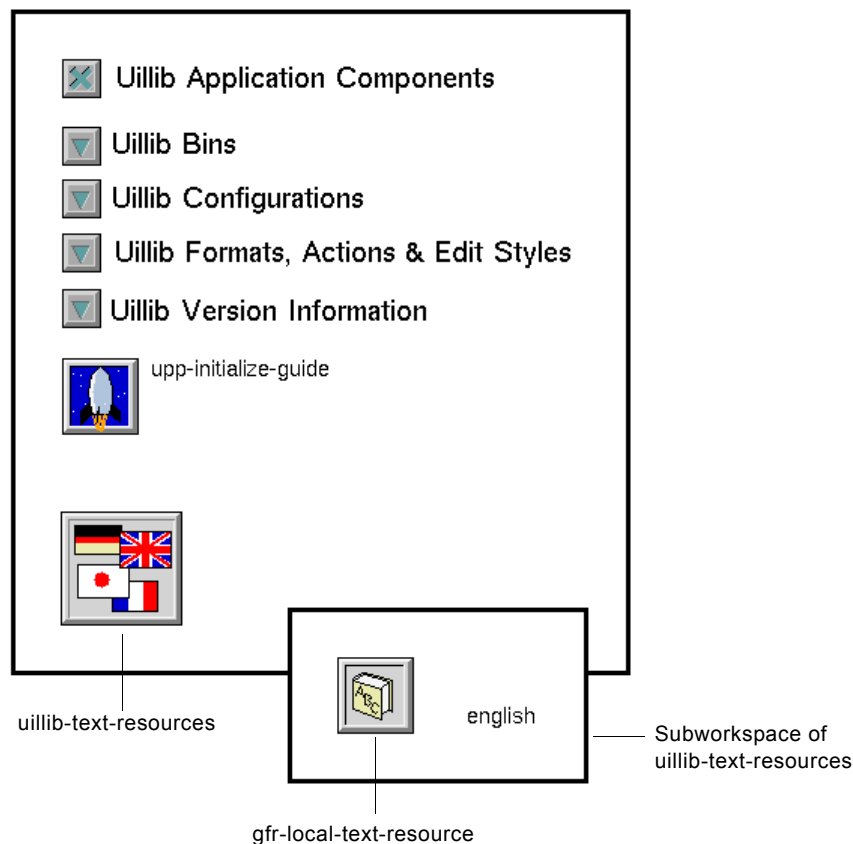 Uillib Application Components
Uillib Bins
Uillib Configurations
Uillib Formats, Actions & Edit Styles
Uillib Version Information
upp-initialize-guide
ABC
english
uillib-text-resources
Subworkspace of
uillib-text-resources
gfr-local-text-resource